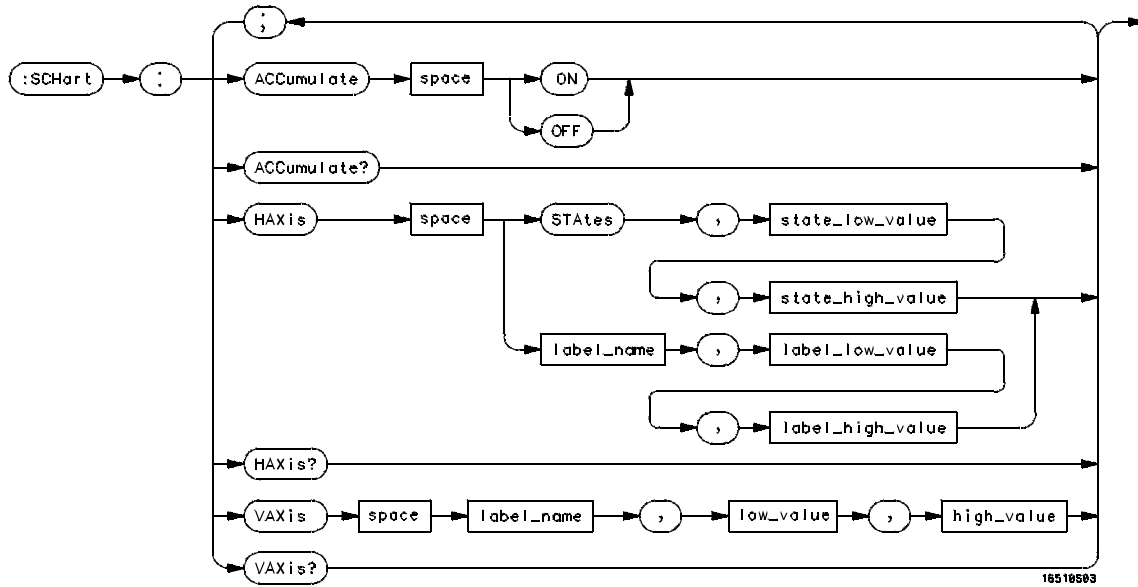 ;
:SCHart : ACCumulate space ON
OFF
ACCumulate?
HAXis space STAtes , state_low_value
, state_high_value
label_name , label_low_value
, label_high_value
HAXis?
VAXis space label_name , low_value , high_value
VAXis?
16510S03